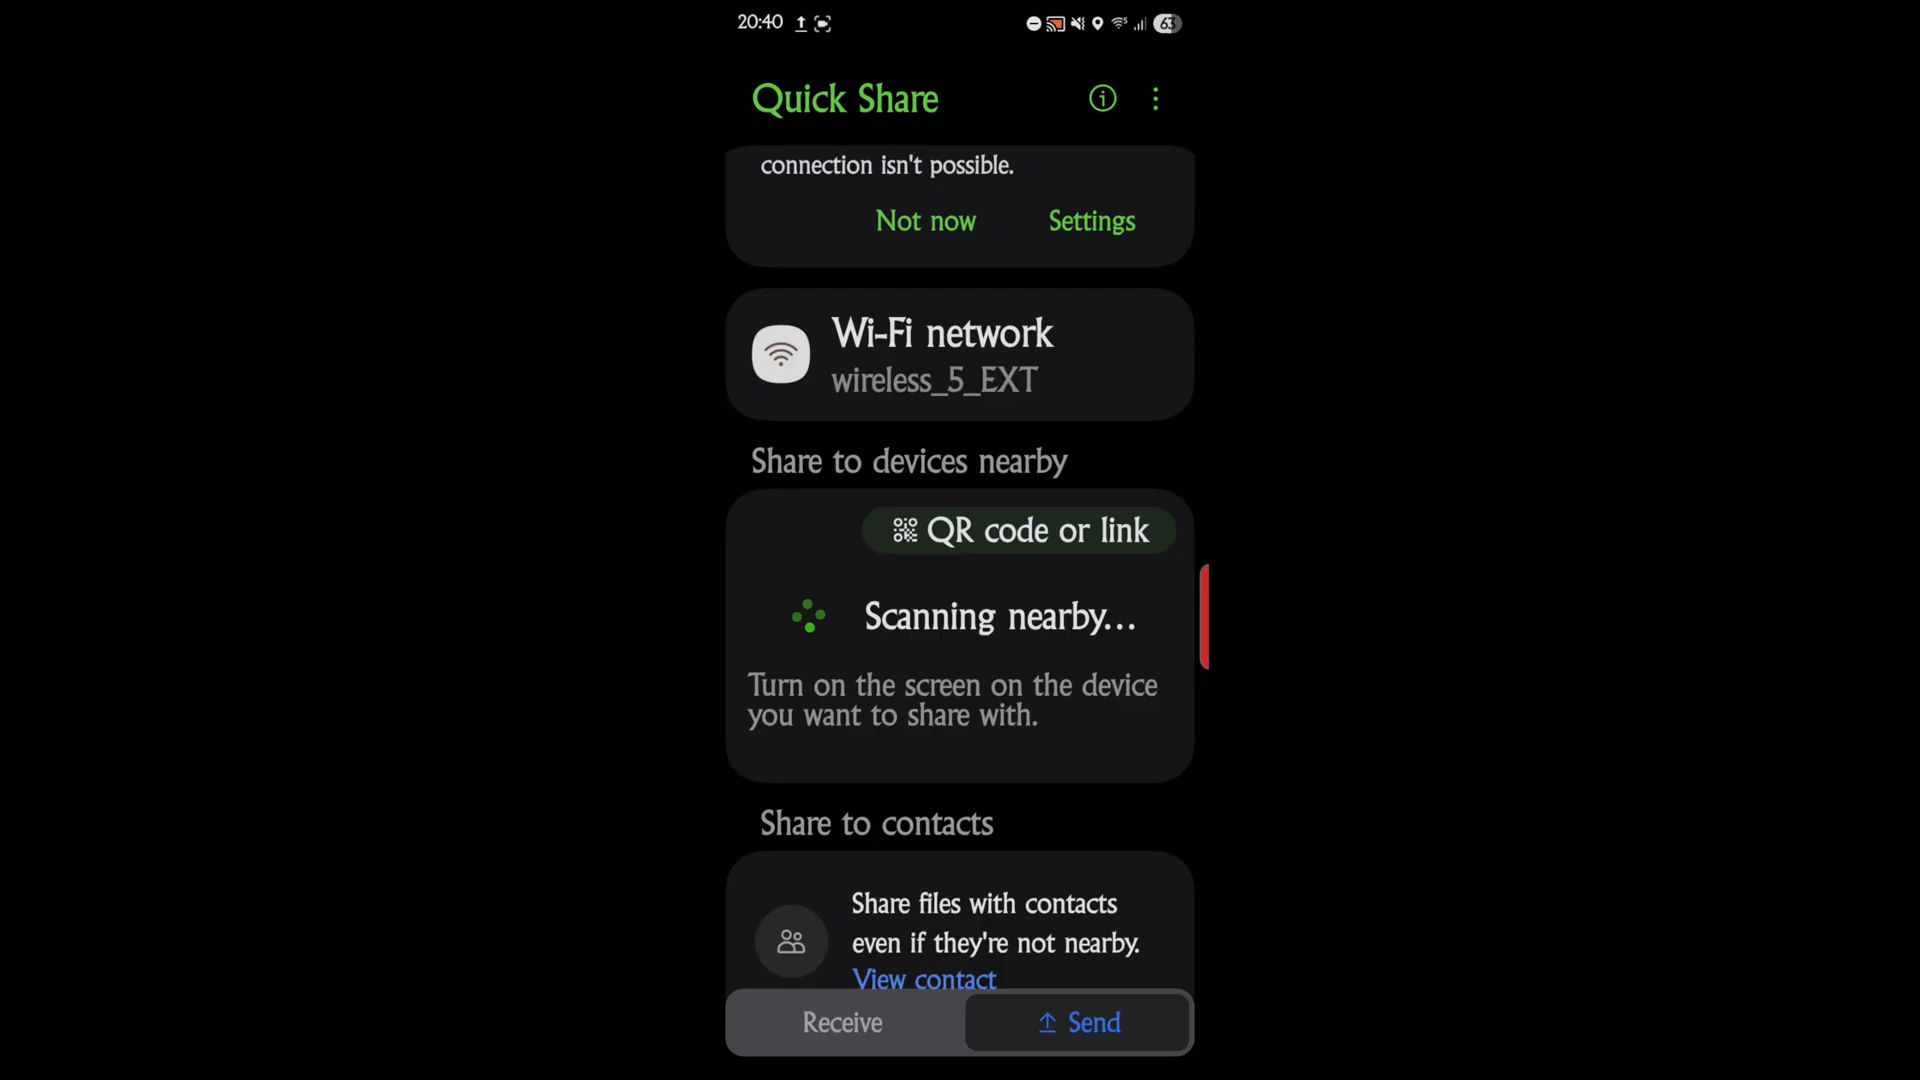 20:40
63
Quick Share
connection isn't possible.
Not now
Settings
Wi-Fi network
wireless_5_EXT
Share to devices nearby
QR code or link
Scanning nearby...
Turn on the screen on the device
you want to share with.
Share to contacts
Share files with contacts
even if they're not nearby.
View contact
Receive
Send